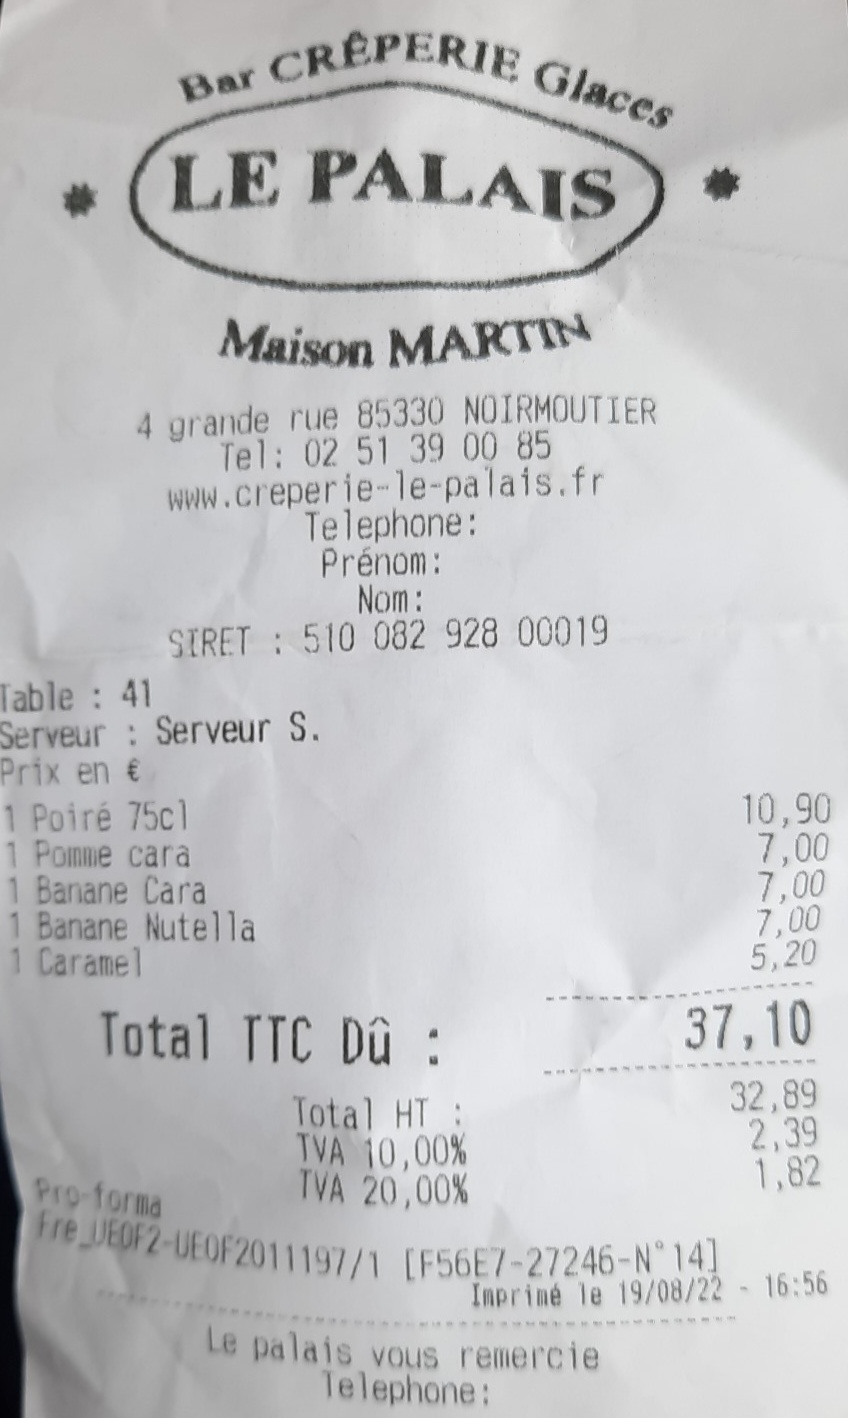 Bar CRÊPERIE Glaces
* LE PALAIS *
Maison MARTIN
4 grande rue 85330 NOIRMOUTIER
Tel: 02 51 39 00 85
www.creperie-le-palais.fr
Telephone:
Prénom:
Nom:
SIRET : 510 082 928 00019
Table : 41
Serveur : Serveur S.
Prix en €
1 Poiré 75cl 10,90
1 Pomme cara 7,00
1 Banane Cara 7,00
1 Banane Nutella 7,00
1 Caramel 5,20
Total TTC Dû : 37,10
Total HT : 32,89
TVA 10,00% 2,39
TVA 20,00% 1,82
Pro-forma
Fre_UEOF2-UEOF2011197/1 [F56E7-27246-N°14]
Imprimé le 19/08/22 - 16:56
Le palais vous remercie
Telephone: